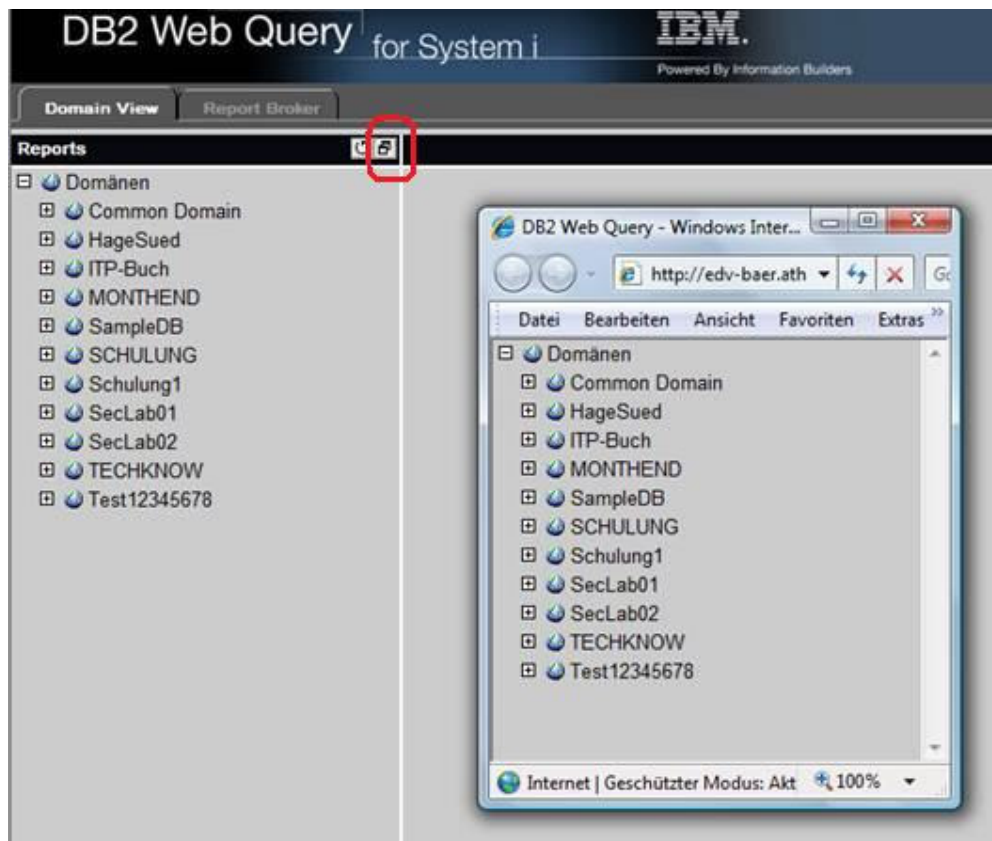 DB2 Web Query for System i
IBM.
Powered By Information Builders
Domain View
Report Broker
Reports
Domänen
Common Domain
HageSued
ITP-Buch
MONTHEND
SampleDB
SCHULUNG
Schulung1
SecLab01
SecLab02
TECHKNOW
Test12345678
DB2 Web Query - Windows Inter...
http://edv-baer.ath
Datei Bearbeiten Ansicht Favoriten Extras
Domänen
Common Domain
HageSued
ITP-Buch
MONTHEND
SampleDB
SCHULUNG
Schulung1
SecLab01
SecLab02
TECHKNOW
Test12345678
Internet | Geschützter Modus: Akt 100%